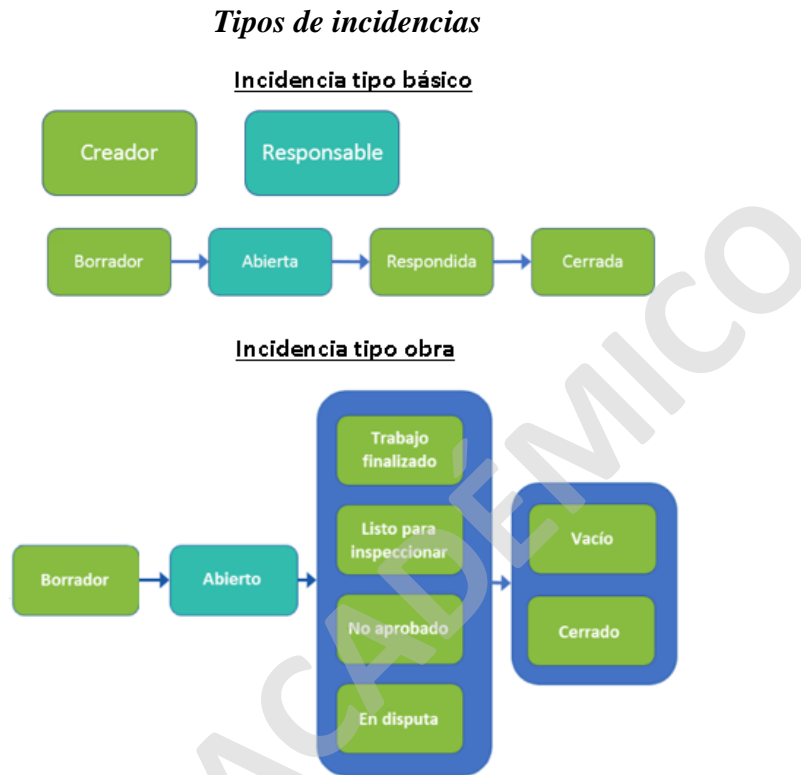 Tipos de incidencias
Incidencia tipo básico
Creador
Responsable
Borrador
Abierta
Respondida
Cerrada
Incidencia tipo obra
Borrador
Abierto
Trabajo
finalizado
Listo para
inspeccionar
No aprobado
En disputa
Vacío
Cerrado
ACADÉMICO